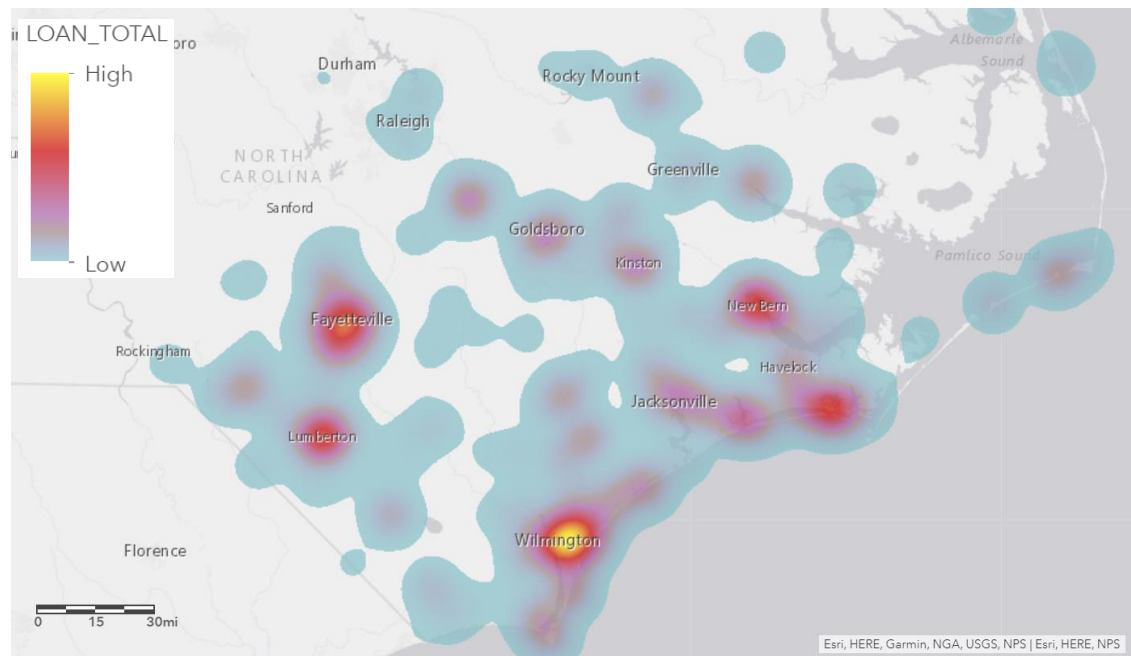 LOAN_TOTAL
High
Low
oro
Durham
Rocky Mount
Albemarle
Sound
Raleigh
NORTH
CAROLINA
Greenville
Sanford
Goldsboro
Kinston
Pamlico Sound
New Bern
Fayetteville
Rockingham
Havelock
Jacksonville
Lumberton
Wilmington
Florence
0 15 30mi
Esri, HERE, Garmin, NGA, USGS, NPS | Esri, HERE, NPS